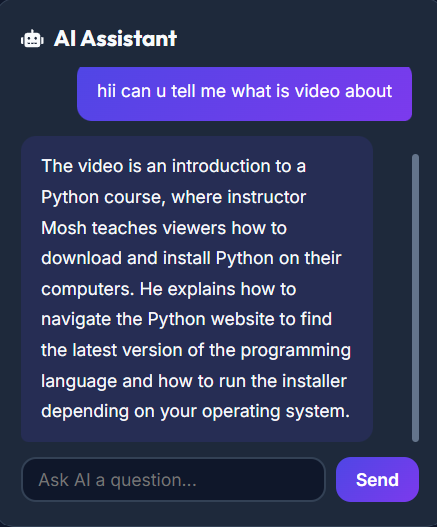 AI Assistant
hii can u tell me what is video about
The video is an introduction to a
Python course, where instructor
Mosh teaches viewers how to
download and install Python on their
computers. He explains how to
navigate the Python website to find
the latest version of the programming
language and how to run the installer
depending on your operating system.
Ask AI a question...
Send